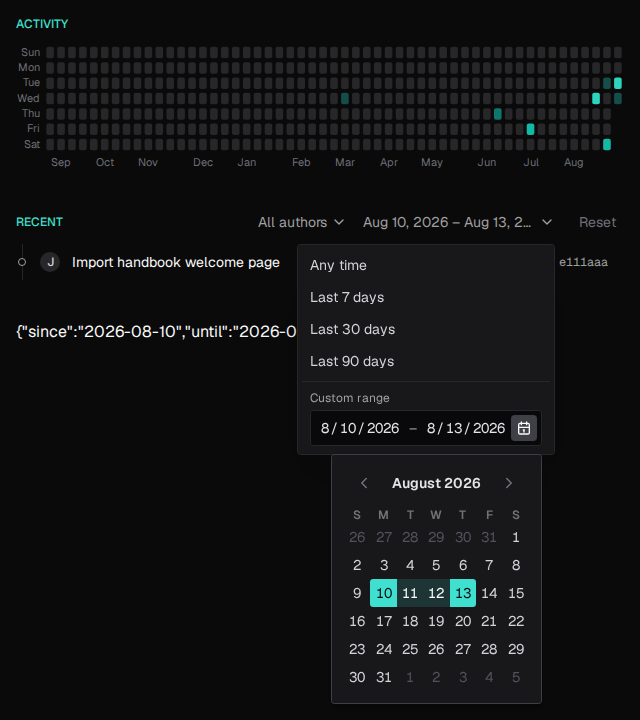 ACTIVITY
Sun
Mon
Tue
Wed
Thu
Fri
Sat
Sep Oct Nov Dec Jan Feb Mar Apr May Jun Jul Aug
RECENT All authors Aug 10, 2026 – Aug 13, 2... Reset
J Import handbook welcome page e111aaa
{"since":"2026-08-10","until":"2026-0
Any time
Last 7 days
Last 30 days
Last 90 days
Custom range
8/10/2026 – 8/13/2026
August 2026
S M T W T F S
26 27 28 29 30 31 1
2 3 4 5 6 7 8
9 10 11 12 13 14 15
16 17 18 19 20 21 22
23 24 25 26 27 28 29
30 31 1 2 3 4 5